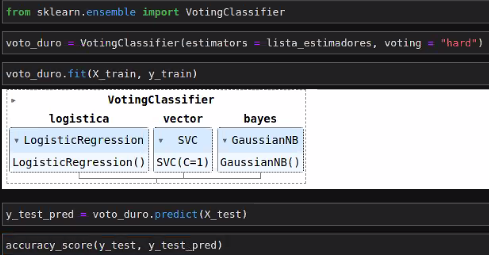 from sklearn.ensemble import VotingClassifier
voto_duro = VotingClassifier(estimators = lista_estimadores, voting = "hard")
voto_duro.fit(X_train, y_train)
VotingClassifier
logistica vector bayes
LogisticRegression SVC GaussianNB
LogisticRegression() SVC(C=1) GaussianNB()
y_test_pred = voto_duro.predict(X_test)
accuracy_score(y_test, y_test_pred)